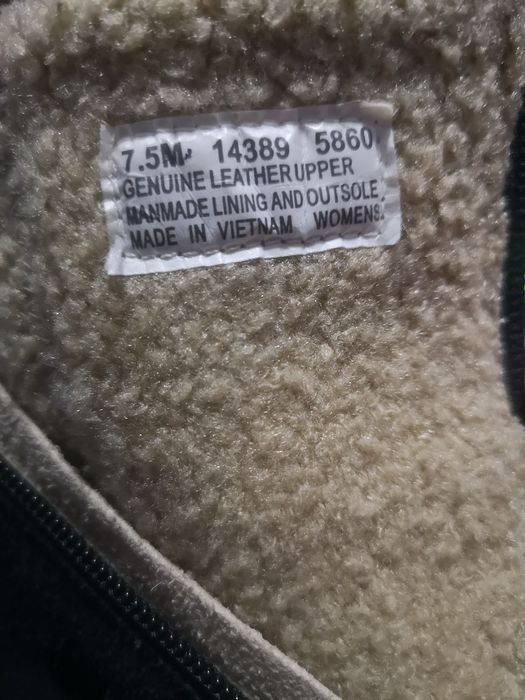 7.5M 14389 5860
GENUINE LEATHER UPPER
MANMADE LINING AND OUTSOLE
MADE IN VIETNAM WOMENS